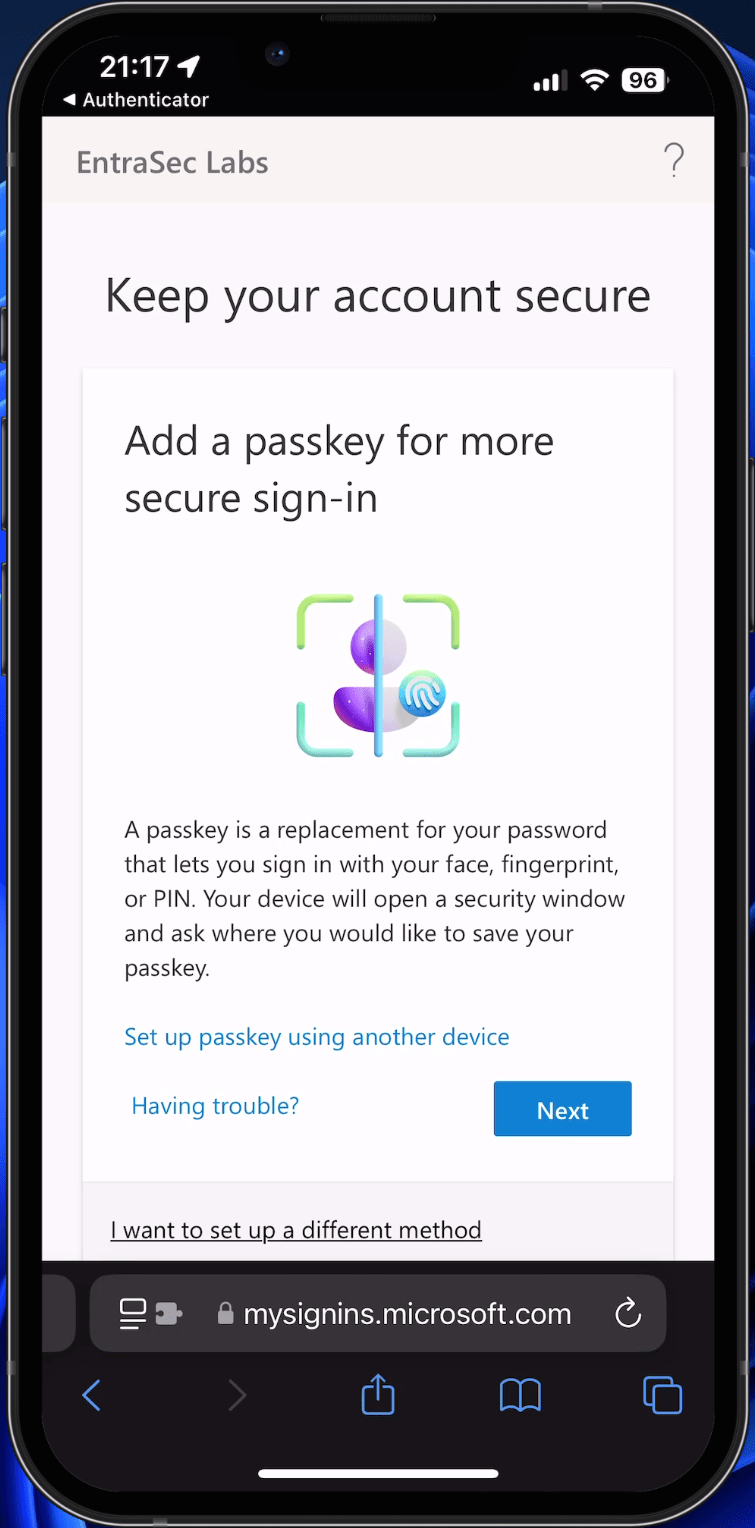 21:17
96
◀ Authenticator
EntraSec Labs
?
Keep your account secure
Add a passkey for more
secure sign-in
A passkey is a replacement for your password
that lets you sign in with your face, fingerprint,
or PIN. Your device will open a security window
and ask where you would like to save your
passkey.
Set up passkey using another device
Having trouble?
Next
I want to set up a different method
mysignins.microsoft.com